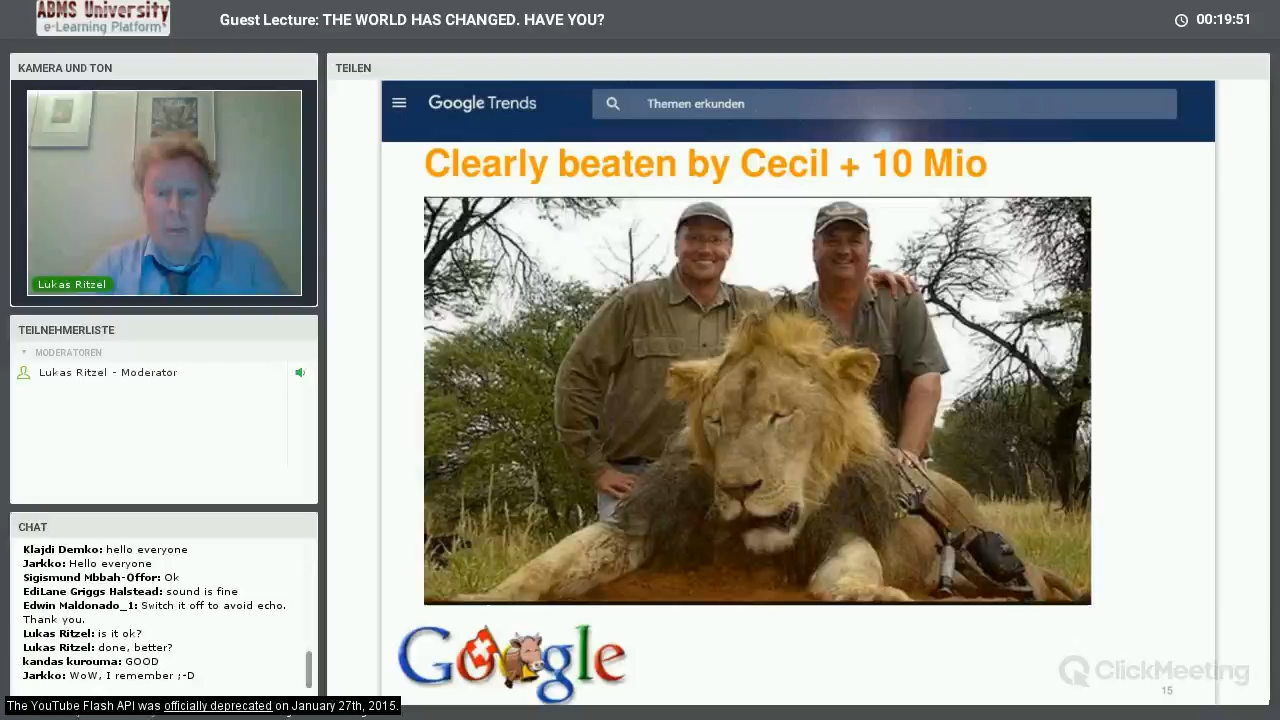 ABMS University
e-Learning Platform
Guest Lecture: THE WORLD HAS CHANGED. HAVE YOU?
00:19:51
KAMERA UND TON
Lukas Ritzel
TEILNEHMERLISTE
MODERATOREN
Lukas Ritzel - Moderator
CHAT
Klajdi Demko: hello everyone
Jarkko: Hello everyone
Sigismund Mbbah-Offor: Ok
EdiLane Griggs Halstead: sound is fine
Edwin Maldonado_1: Switch it off to avoid echo.
Thank you.
Lukas Ritzel: is it ok?
Lukas Ritzel: done, better?
kandas kurouma: GOOD
Jarkko: WoW, I remember ;-D
The YouTube Flash API was officially deprecated on January 27th, 2015.
TEILEN
Google Trends
Themen erkunden
Clearly beaten by Cecil + 10 Mio
Google
ClickMeeting
15